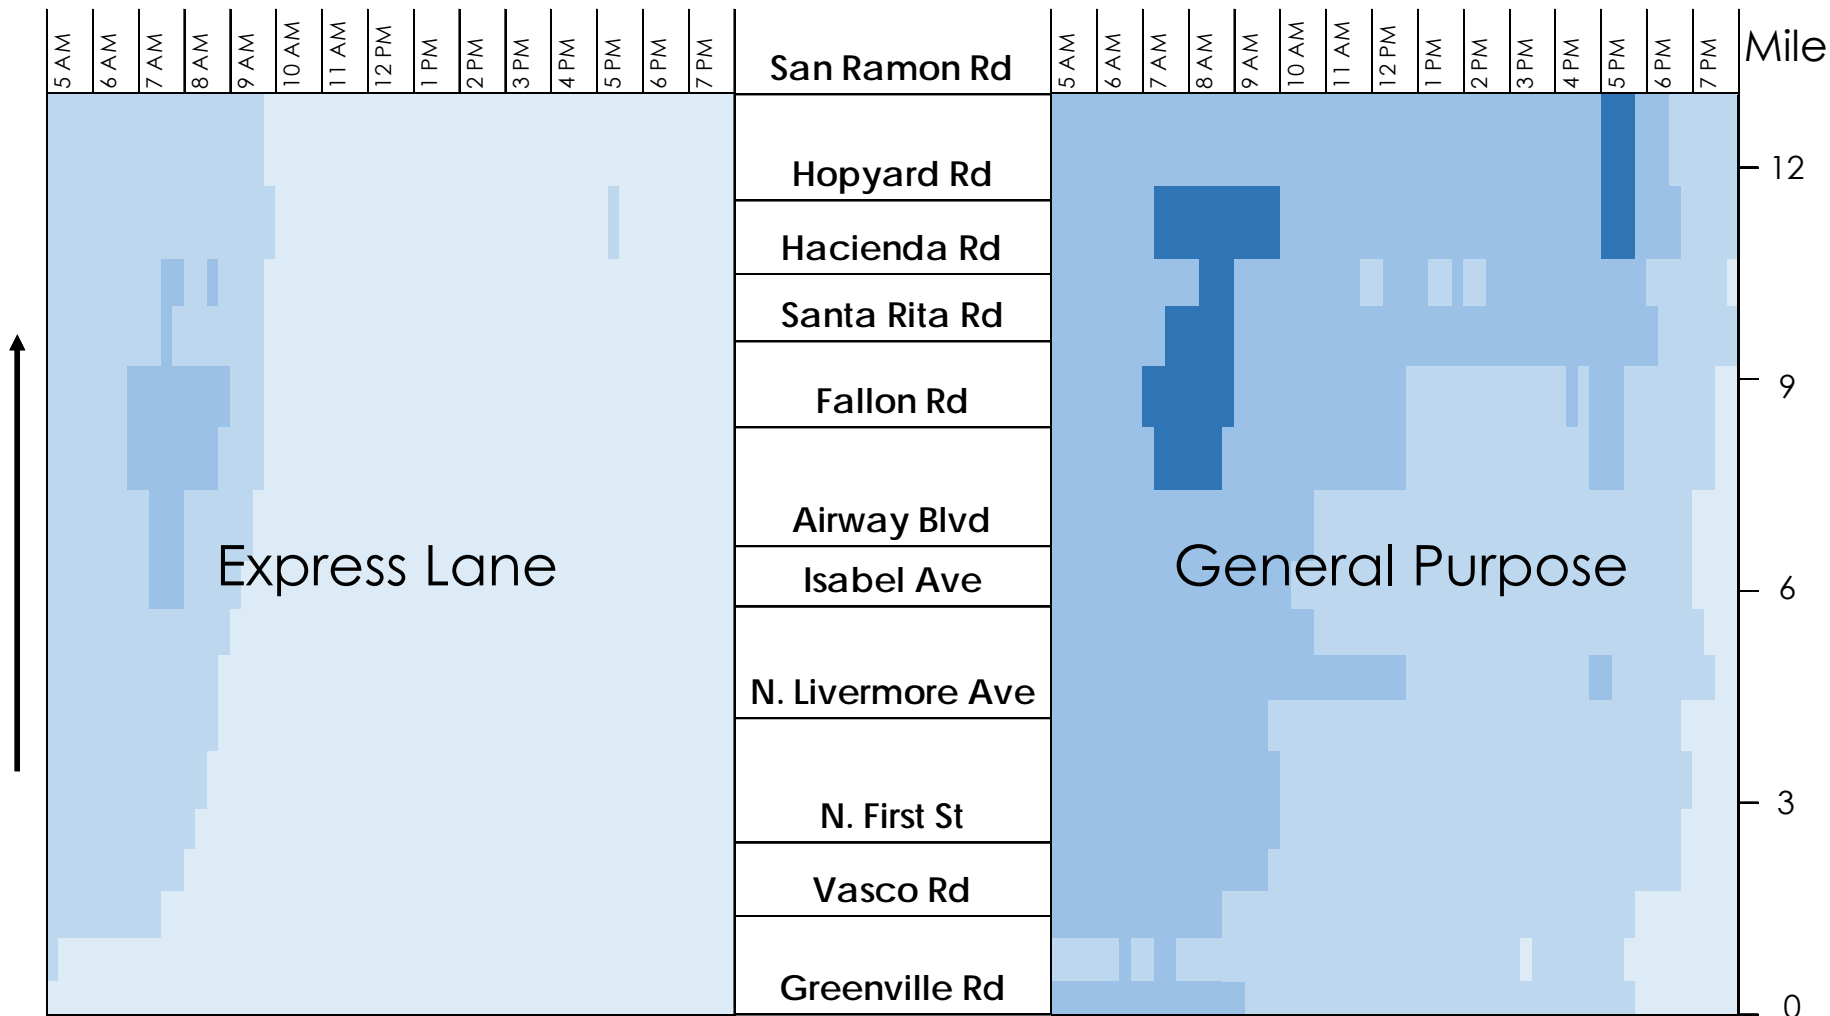 5 AM
6 AM
7 AM
8 AM
9 AM
10 AM
11 AM
12 PM
1 PM
2 PM
3 PM
4 PM
5 PM
6 PM
7 PM
San Ramon Rd
5 AM
6 AM
7 AM
8 AM
9 AM
10 AM
11 AM
12 PM
1 PM
2 PM
3 PM
4 PM
5 PM
6 PM
7 PM
Mile
Hopyard Rd
12
Hacienda Rd
Santa Rita Rd
Fallon Rd
9
Airway Blvd
Express Lane
Isabel Ave
General Purpose
6
N. Livermore Ave
N. First St
3
Vasco Rd
Greenville Rd
0